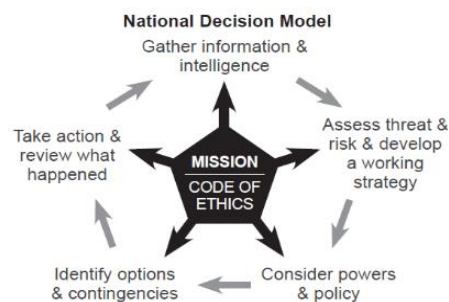 National Decision Model
Gather information &
intelligence
Assess threat &
risk & develop
a working
strategy
Consider powers
& policy
Identify options
& contingencies
Take action &
review what
happened
MISSION
CODE OF
ETHICS